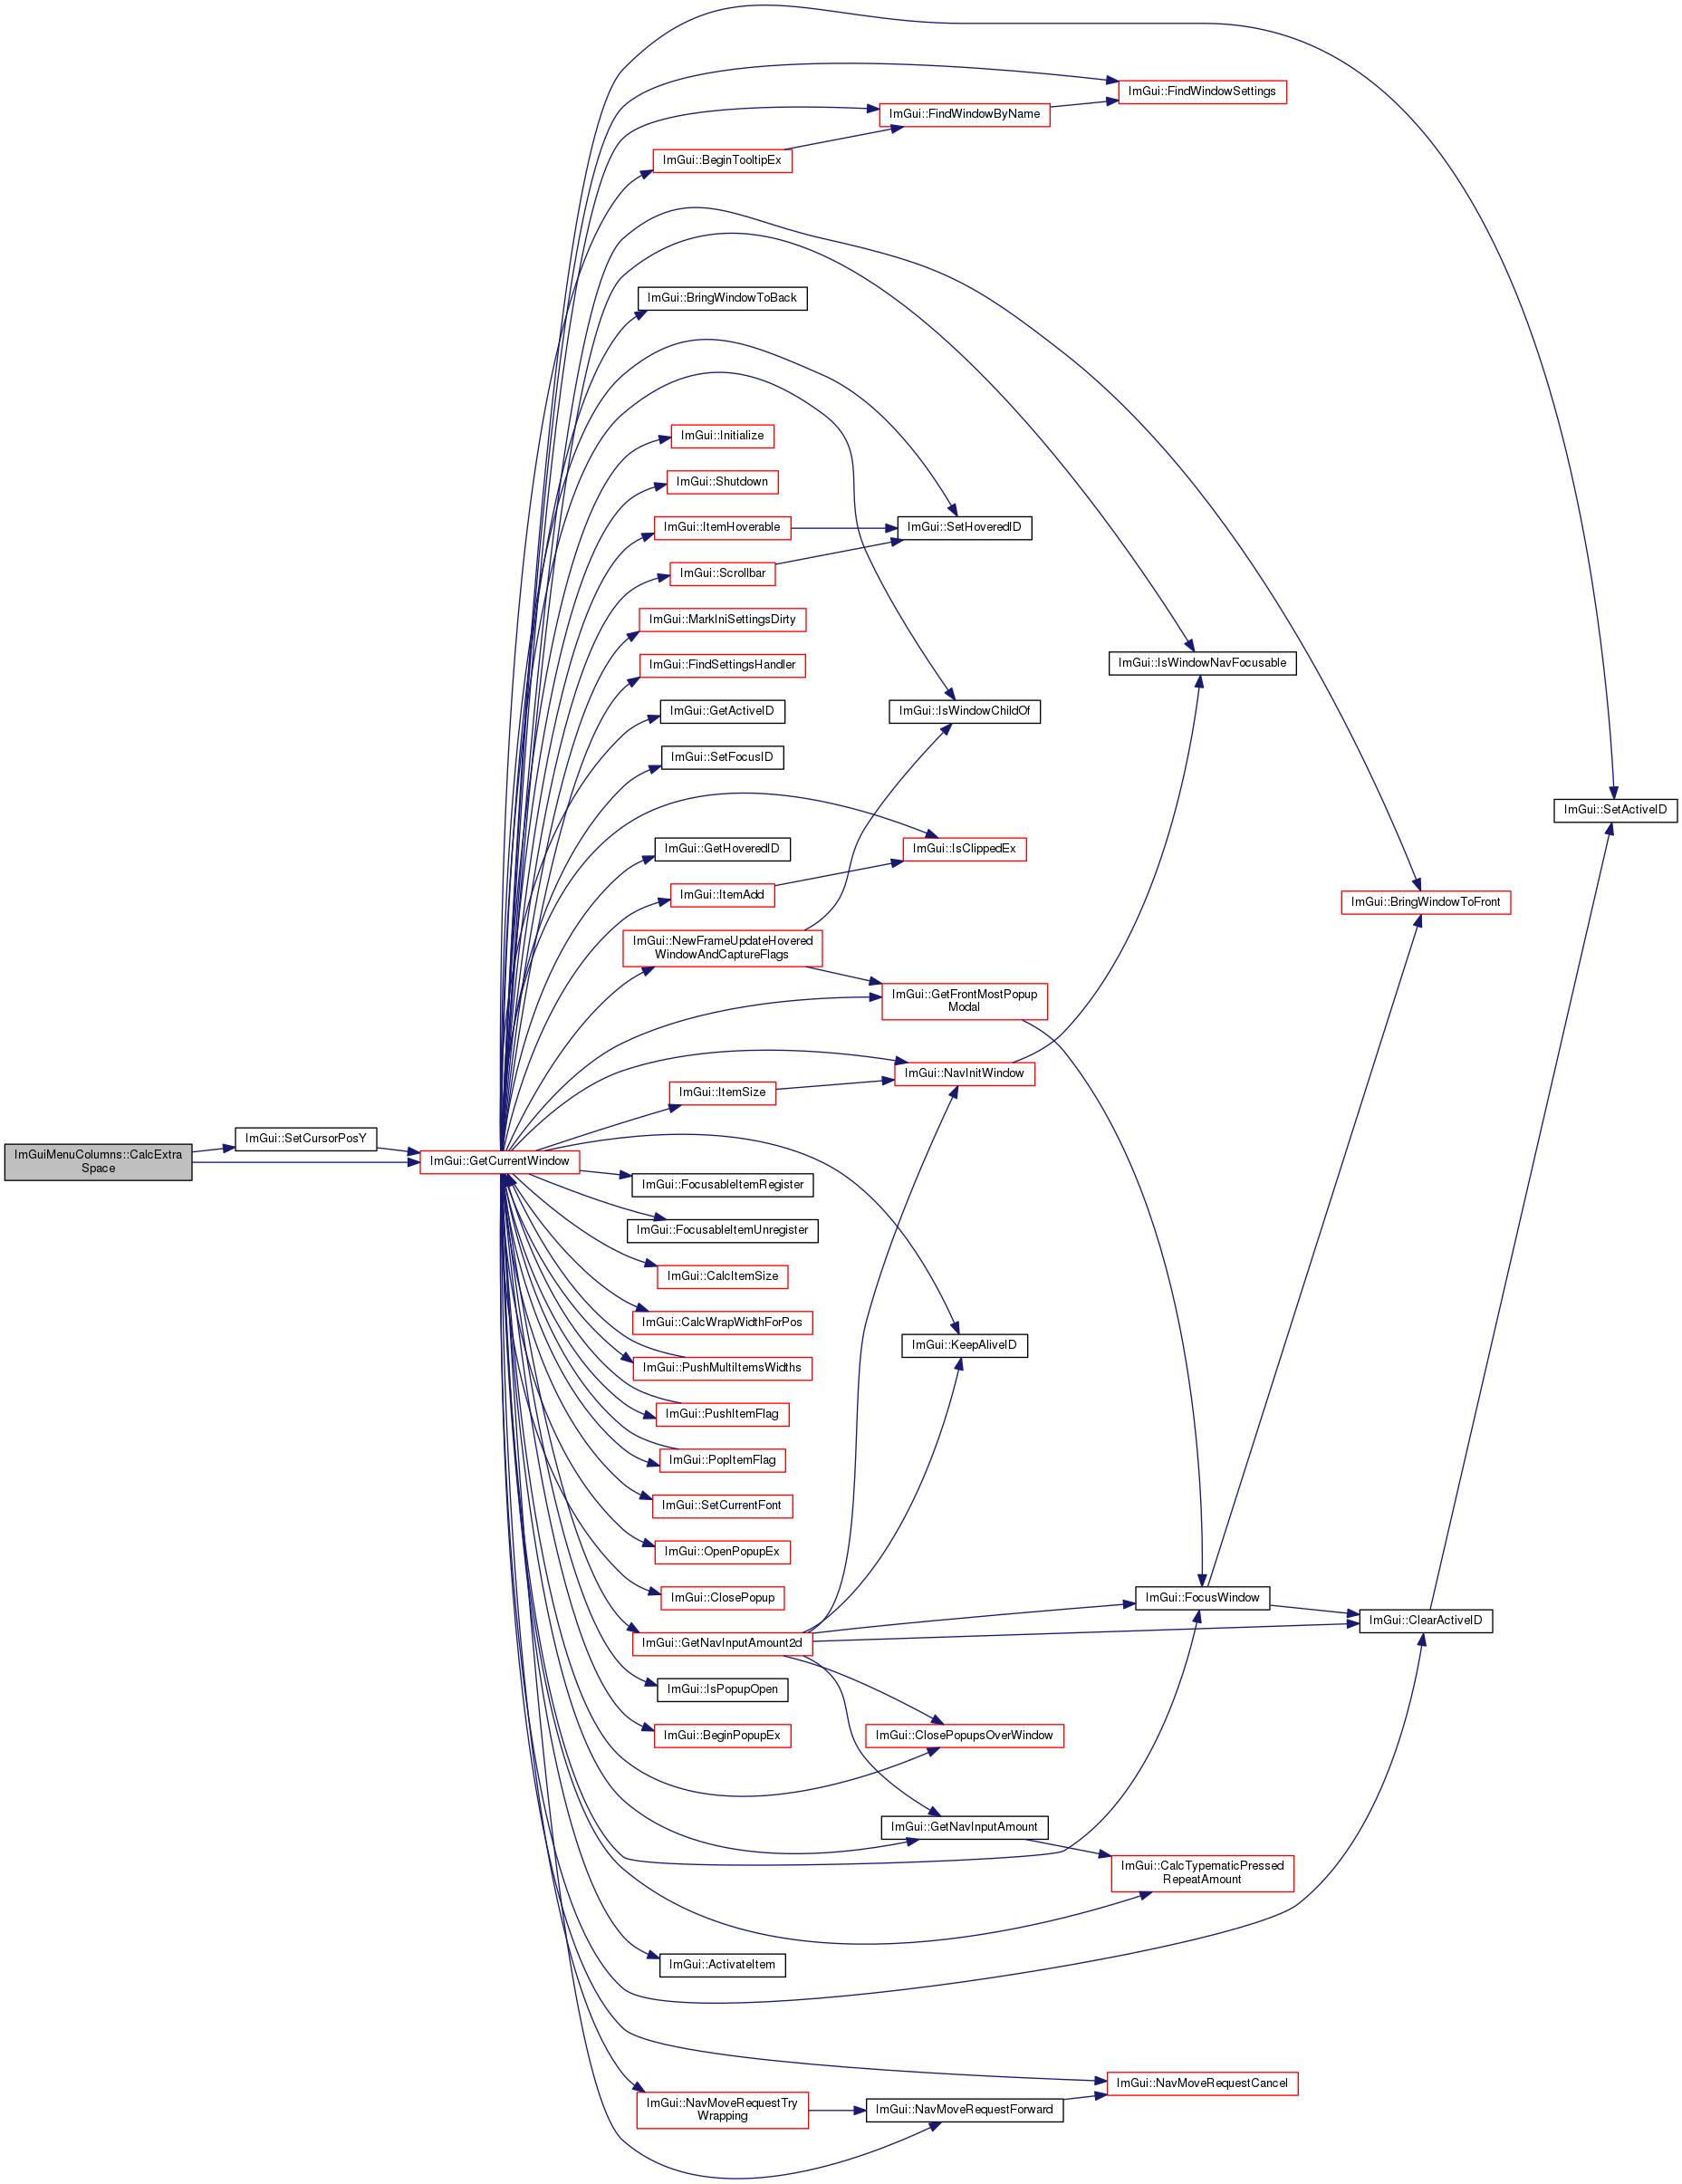 ImGui::FindWindowSettings
ImGui::FindWindowByName
ImGui::BeginTooltipEx
ImGui::BringWindowToBack
ImGui::Initialize
ImGui::Shutdown
ImGui::ItemHoverable
ImGui::SetHoveredID
ImGui::Scrollbar
ImGui::MarkIniSettingsDirty
ImGui::FindSettingsHandler
ImGui::IsWindowNavFocusable
ImGui::GetActiveID
ImGui::IsWindowChildOf
ImGui::SetFocusID
ImGui::SetActiveID
ImGui::GetHoveredID
ImGui::IsClippedEx
ImGui::ItemAdd
ImGui::BringWindowToFront
ImGui::NewFrameUpdateHovered
WindowAndCaptureFlags
ImGui::GetFrontMostPopup
Modal
ImGui::NavInitWindow
ImGui::ItemSize
ImGui::SetCursorPosY
ImGuiMenuColumns::CalcExtra
Space
ImGui::GetCurrentWindow
ImGui::FocusableItemRegister
ImGui::FocusableItemUnregister
ImGui::CalcItemSize
ImGui::CalcWrapWidthForPos
ImGui::KeepAliveID
ImGui::PushMultiItemsWidths
ImGui::PushItemFlag
ImGui::PopItemFlag
ImGui::SetCurrentFont
ImGui::OpenPopupEx
ImGui::ClosePopup
ImGui::FocusWindow
ImGui::ClearActiveID
ImGui::GetNavInputAmount2d
ImGui::IsPopupOpen
ImGui::BeginPopupEx
ImGui::ClosePopupsOverWindow
ImGui::GetNavInputAmount
ImGui::CalcTypematicPressed
RepeatAmount
ImGui::ActivateItem
ImGui::NavMoveRequestCancel
ImGui::NavMoveRequestTry
Wrapping
ImGui::NavMoveRequestForward